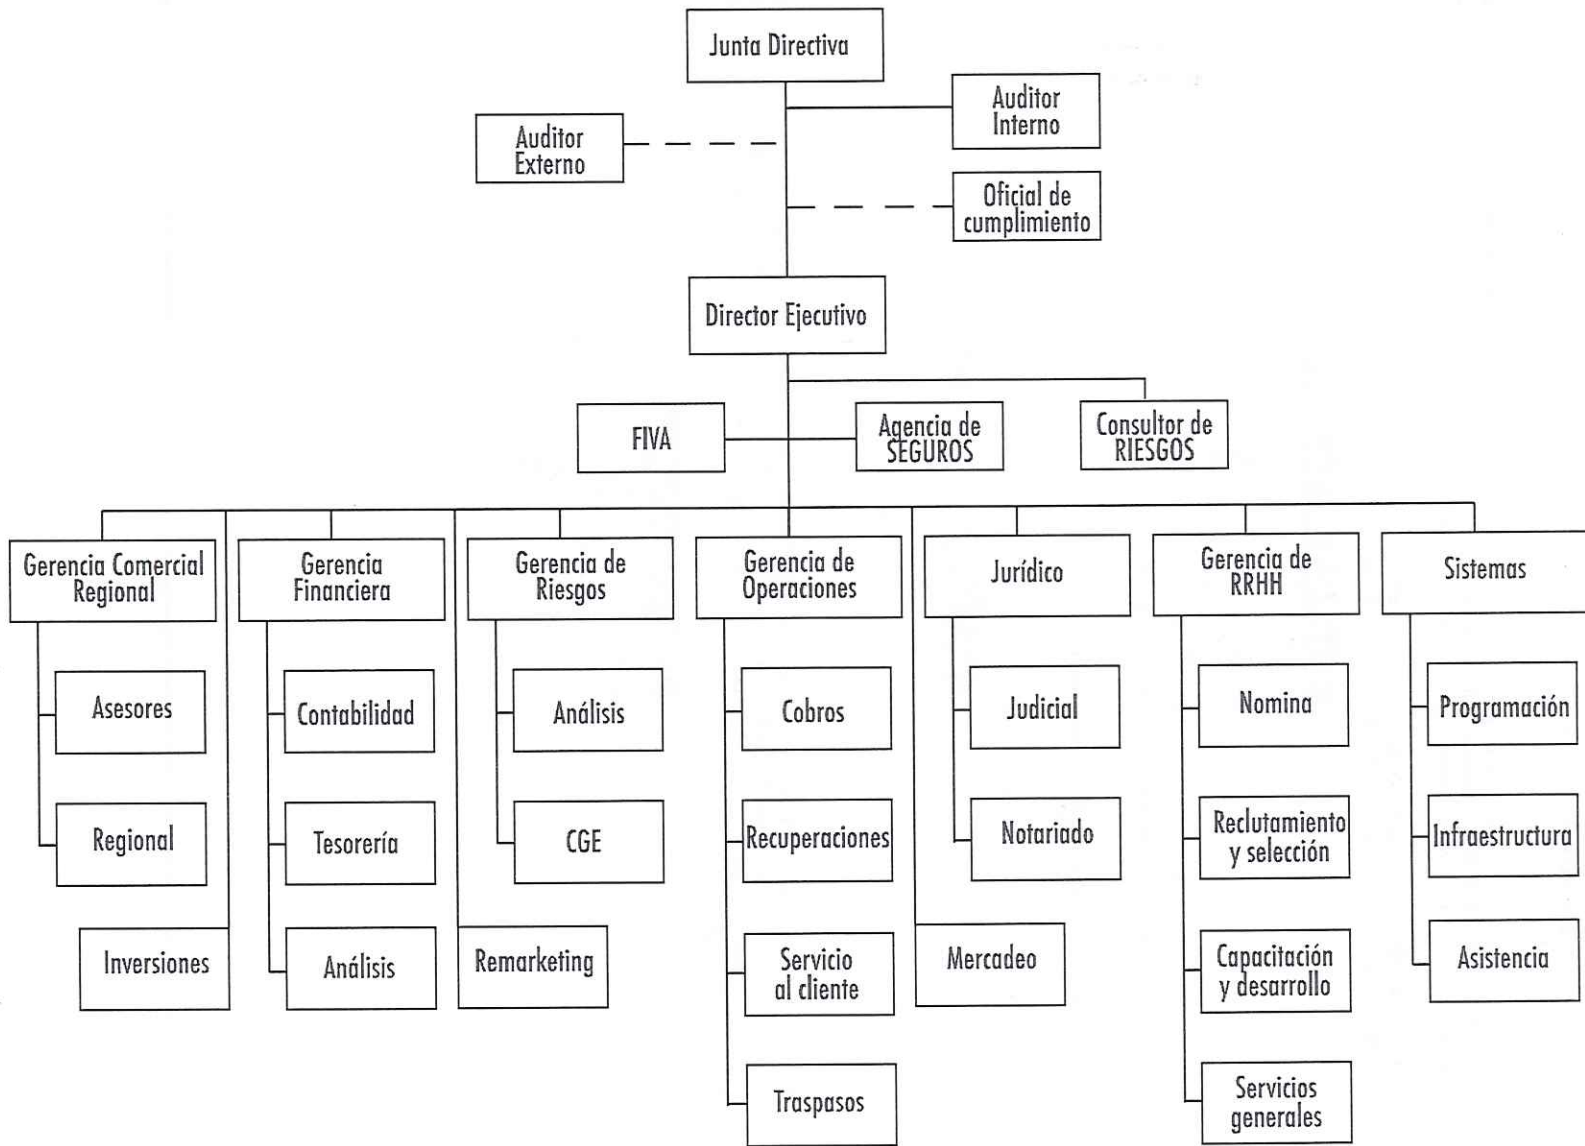 Junta Directiva
Auditor
Interno
Auditor
Externo
Oficial de
cumplimiento
Director Ejecutivo
FIVA
Agencia de
SEGUROS
Consultor de
RIESGOS
Gerencia Comercial
Regional
Gerencia
Financiera
Gerencia de
Riesgos
Gerencia de
Operaciones
Jurídico
Gerencia de
RRHH
Sistemas
Asesores
Contabilidad
Análisis
Cobros
Judicial
Nomina
Programación
Regional
Tesorería
CGE
Recuperaciones
Notariado
Reclutamiento
y selección
Infraestructura
Inversiones
Análisis
Remarketing
Servicio
al cliente
Mercadeo
Capacitación
y desarrollo
Asistencia
Traspasos
Servicios
generales